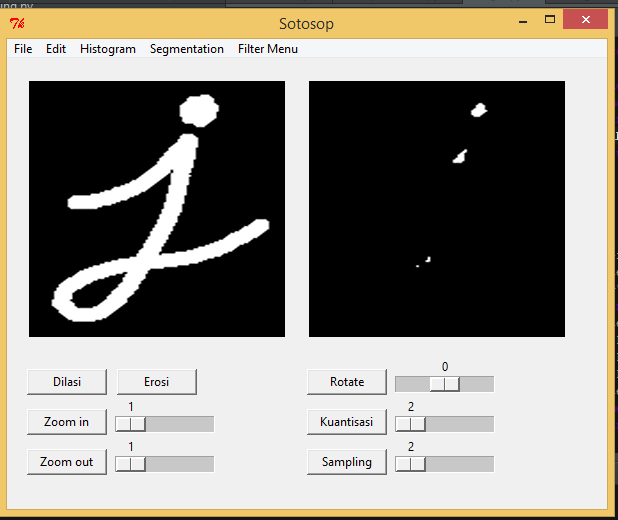 Sotosop
File Edit Histogram Segmentation Filter Menu
j
Dilasi Erosi Rotate 0
Zoom in 1 Kuantisasi 2
Zoom out 1 Sampling 2